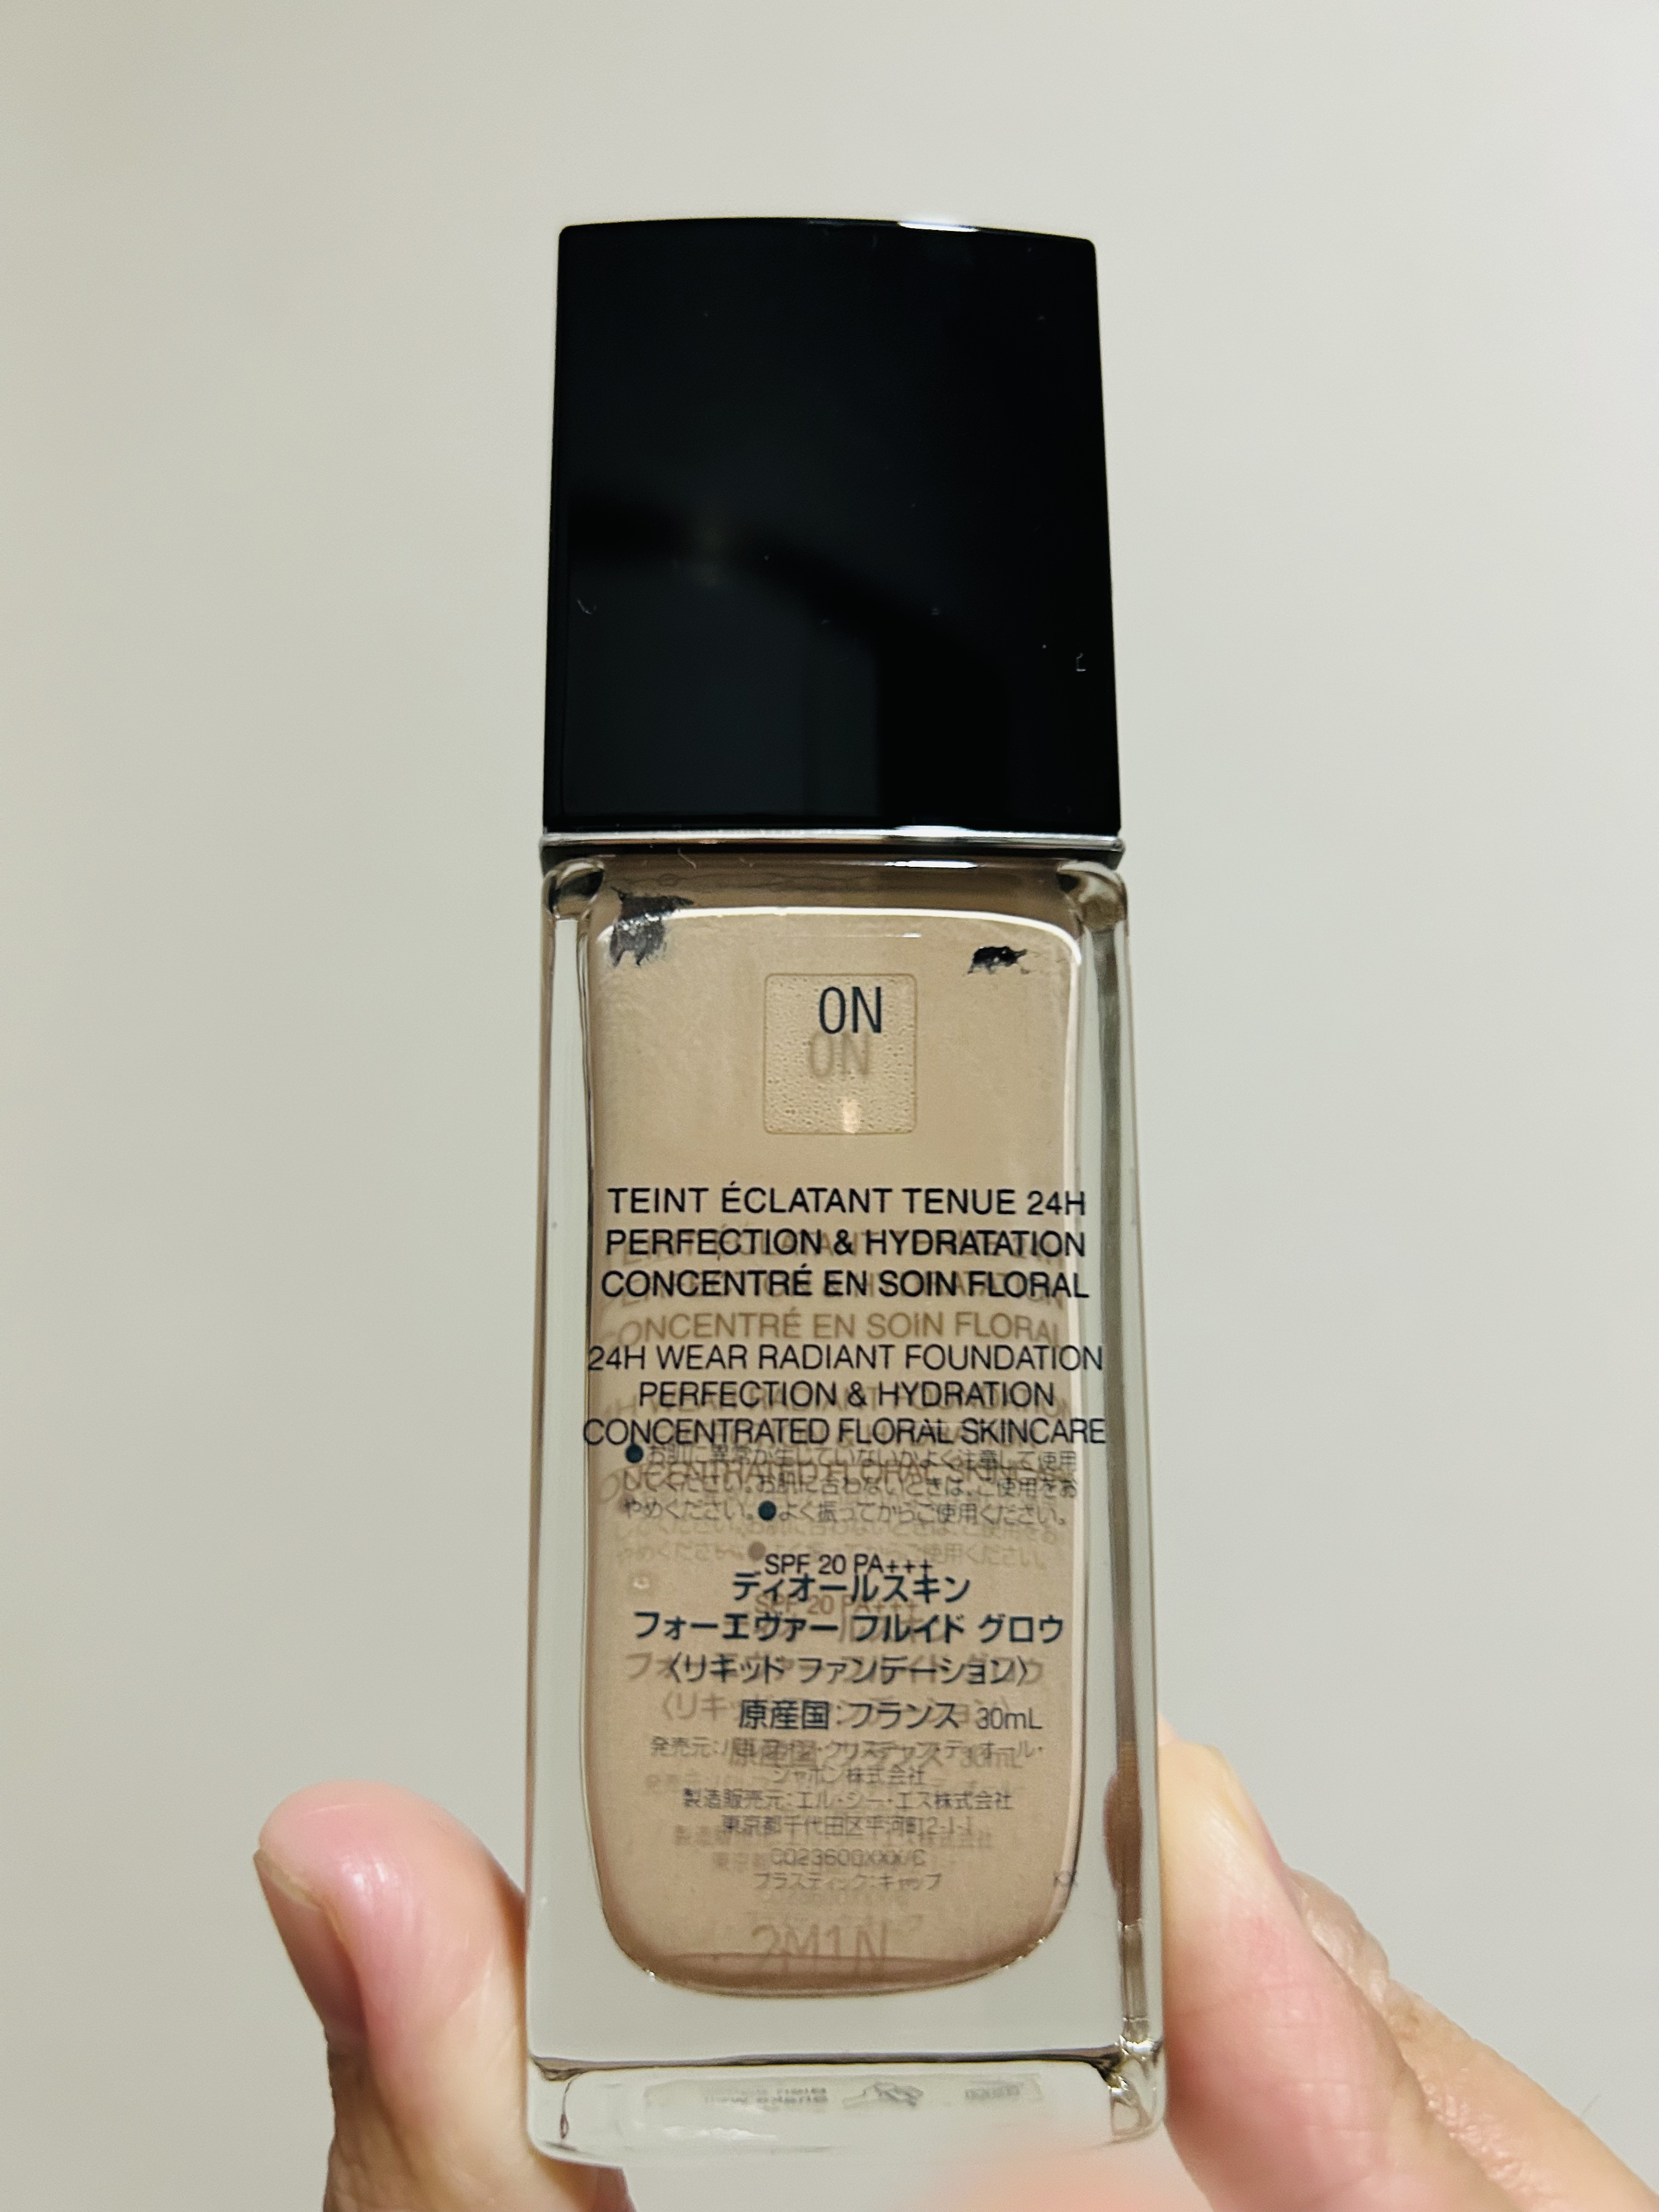 0N
TEINT ÉCLATANT TENUE 24H
PERFECTION & HYDRATATION
CONCENTRÉ EN SOIN FLORAL
24H WEAR RADIANT FOUNDATION
PERFECTION & HYDRATION
CONCENTRATED FLORAL SKINCARE
●お肌に異常が生じていないかよく注意して使用
してください。お肌に合わないときは、ご使用をお
やめください。●よく振ってからご使用ください。
SPF 20 PA+++
ディオールスキン
フォーエヴァー フルイド グロウ
〈リキッド ファンデーション〉
原産国:フランス 30mL
発売元:パルファン・クリスチャン・ディオール・
ジャポン株式会社
製造販売元:エル・シー・エス株式会社
東京都千代田区平河町2-1-1
プラスティック:キャップ
2M1N